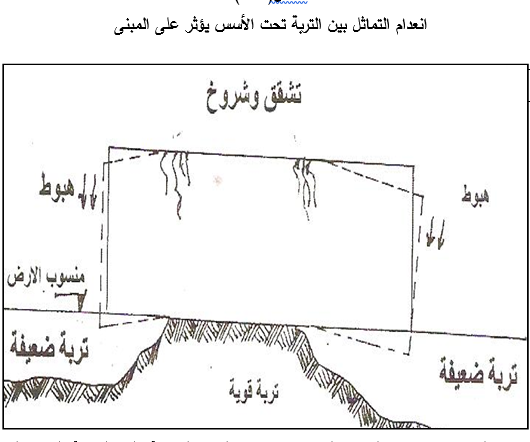 انعدام التماثل بين التربة تحت الأسس يؤثر على المبنى
تشقق وشروخ
هبوط
هبوط
منسوب الارض
تربة ضعيفة
تربة ضعيفة
تربة قوية